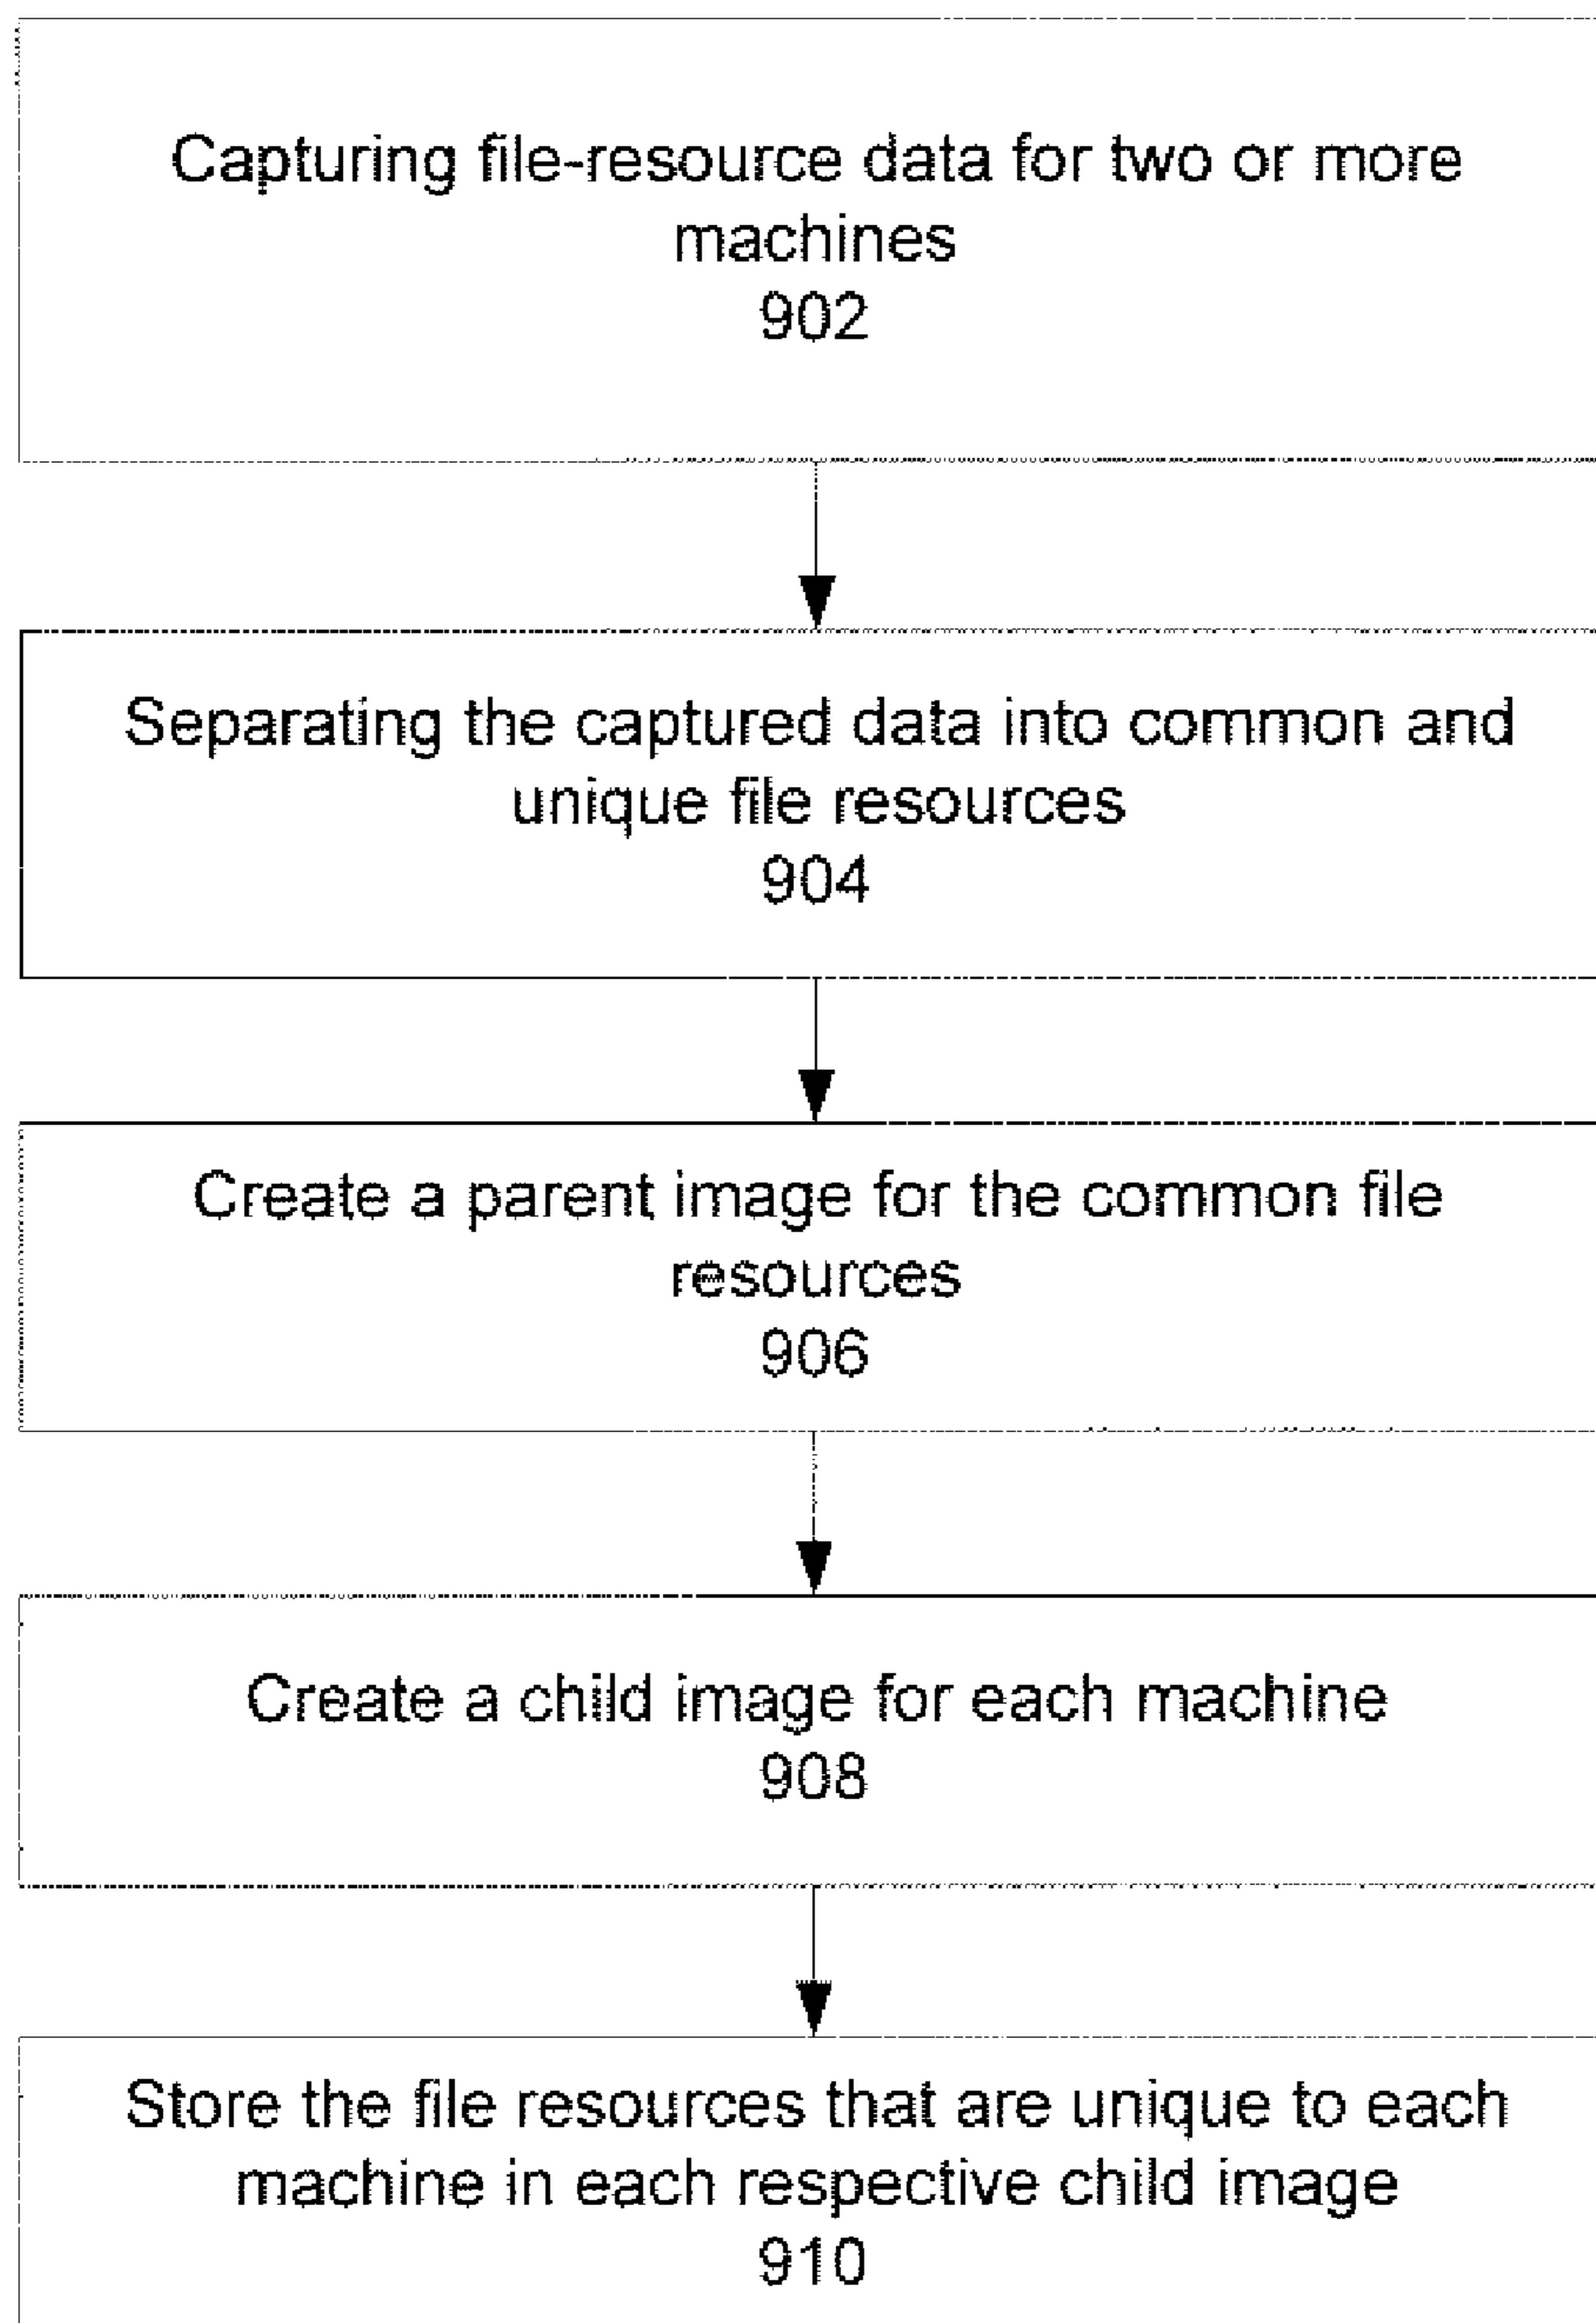 Capturing file-resource data for two or more
machines
902
Separating the captured data into common and
unique file resources
904
Create a parent image for the common file
resources
906
Create a child image for each machine
908
Store the file resources that are unique to each
machine in each respective child image
910